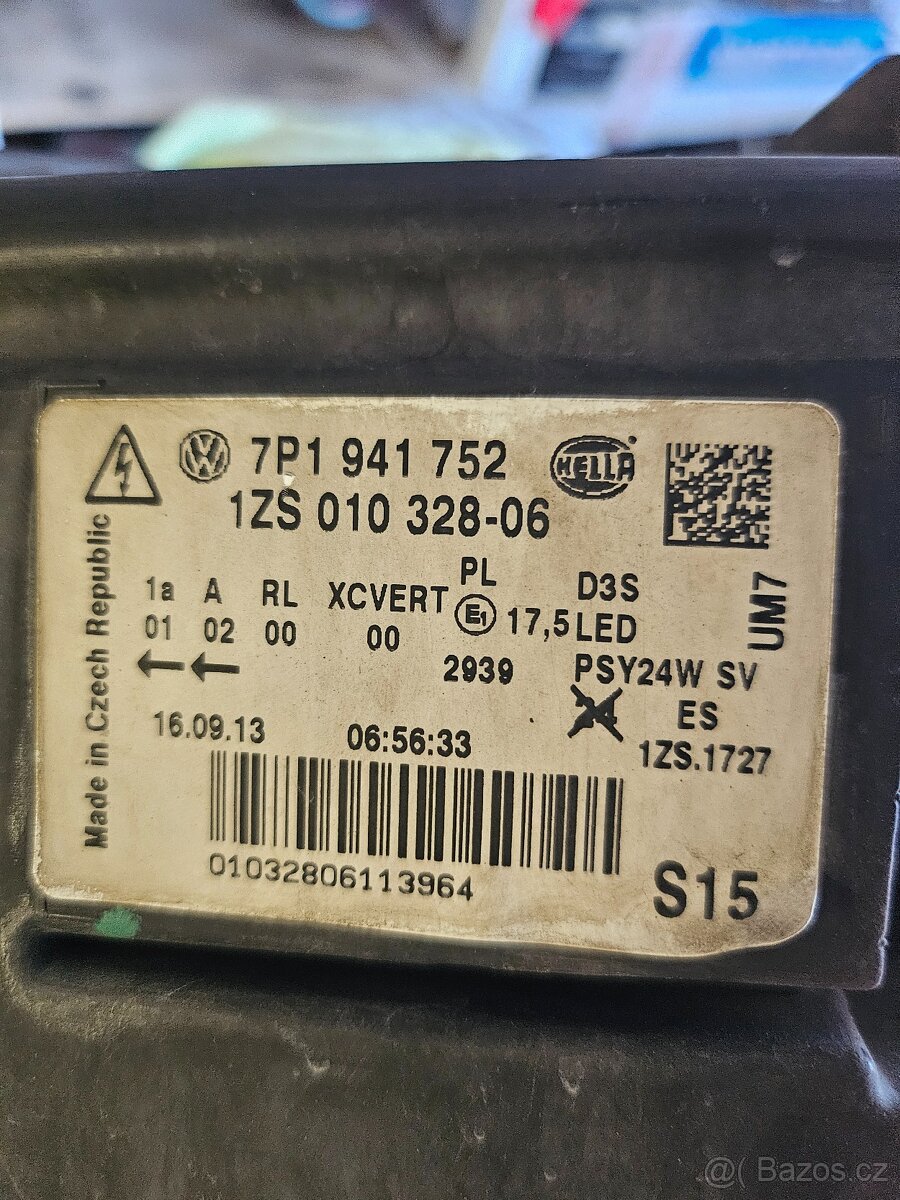 7P1 941 752
HELLA
1ZS 010 328-06
Made in Czech Republic
1a A RL XCVERT PL D3S
01 02 00 00 E1 17,5 LED
2939 PSY24W SV
ES
16.09.13 06:56:33 1ZS.1727
UM7
01032806113964
S15
@( Bazos.cz